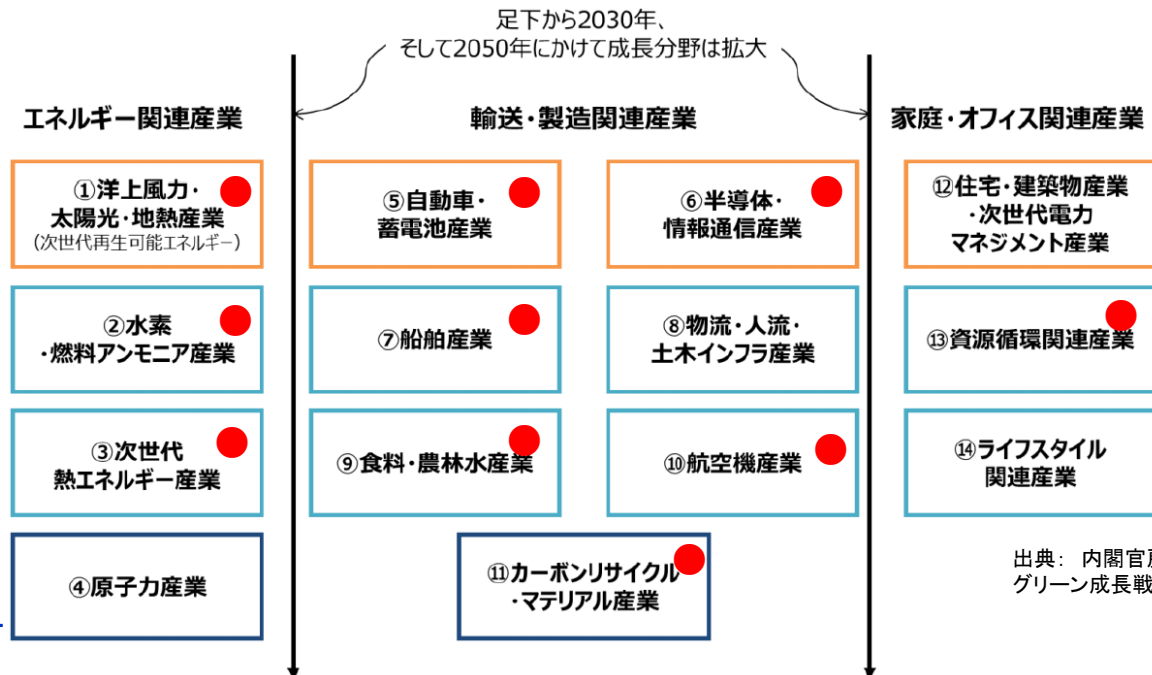 足下から2030年、
そして2050年にかけて成長分野は拡大
エネルギー関連産業
①洋上風力・
太陽光・地熱産業
(次世代再生可能エネルギー)
②水素
・燃料アンモニア産業
③次世代
熱エネルギー産業
④原子力産業
輸送・製造関連産業
⑤自動車・
蓄電池産業
⑥半導体・
情報通信産業
⑦船舶産業
⑧物流・人流・
土木インフラ産業
⑨食料・農林水産業
⑩航空機産業
⑪カーボンリサイクル
・マテリアル産業
家庭・オフィス関連産業
⑫住宅・建築物産業
・次世代電力
マネジメント産業
⑬資源循環関連産業
⑭ライフスタイル
関連産業
出典: 内閣官
グリーン成長戦